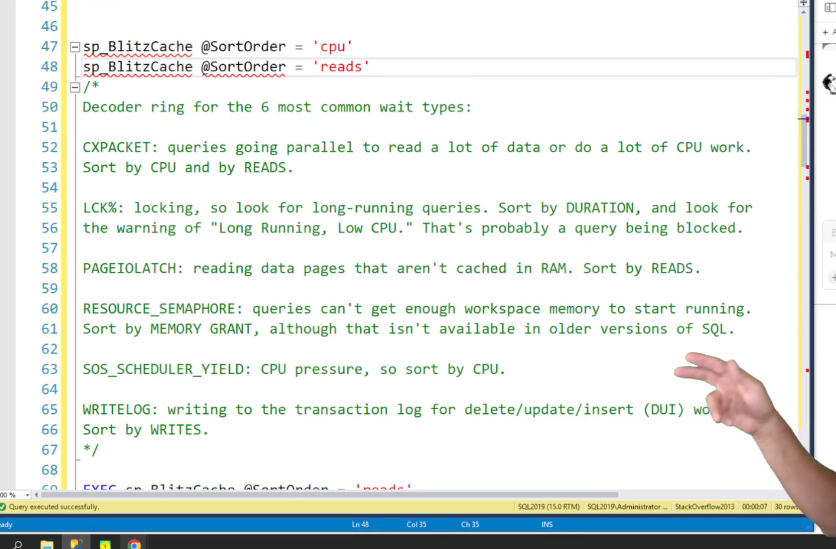 45
46
47 sp_BlitzCache @SortOrder = 'cpu'
48 sp_BlitzCache @SortOrder = 'reads'
49 /*
50 Decoder ring for the 6 most common wait types:
51
52 CXPACKET: queries going parallel to read a lot of data or do a lot of CPU work.
53 Sort by CPU and by READS.
54
55 LCK%: locking, so look for long-running queries. Sort by DURATION, and look for
56 the warning of "Long Running, Low CPU." That's probably a query being blocked.
57
58 PAGEIOLATCH: reading data pages that aren't cached in RAM. Sort by READS.
59
60 RESOURCE_SEMAPHORE: queries can't get enough workspace memory to start running.
61 Sort by MEMORY GRANT, although that isn't available in older versions of SQL.
62
63 SOS_SCHEDULER_YIELD: CPU pressure, so sort by CPU.
64
65 WRITELOG: writing to the transaction log for delete/update/insert (DUI)
66 Sort by WRITES.
67 */
68
69 EXEC sp_BlitzCache @SortOrder = 'reads'
00 %
Query executed successfully. SQL2019 (15.0 RTM) SQL2019\Administrator ... StackOverflow2013 00:00:07 30 rows
eady Ln 48 Col 35 Ch 35 INS